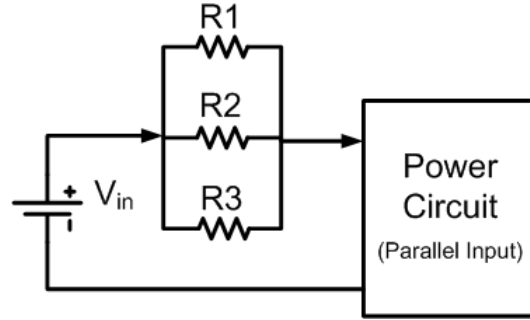 R1
R2
R3
+
Vin
-
Power
Circuit
(Parallel Input)